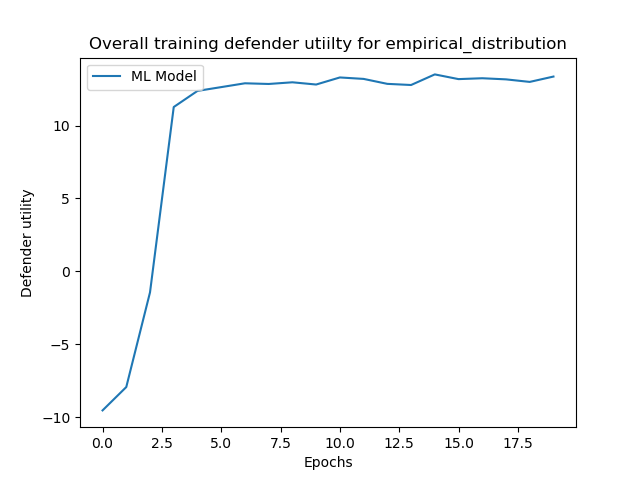 Overall training defender utiilty for empirical_distribution
ML Model
Defender utility
10
5
0
−5
−10
0.0 2.5 5.0 7.5 10.0 12.5 15.0 17.5
Epochs